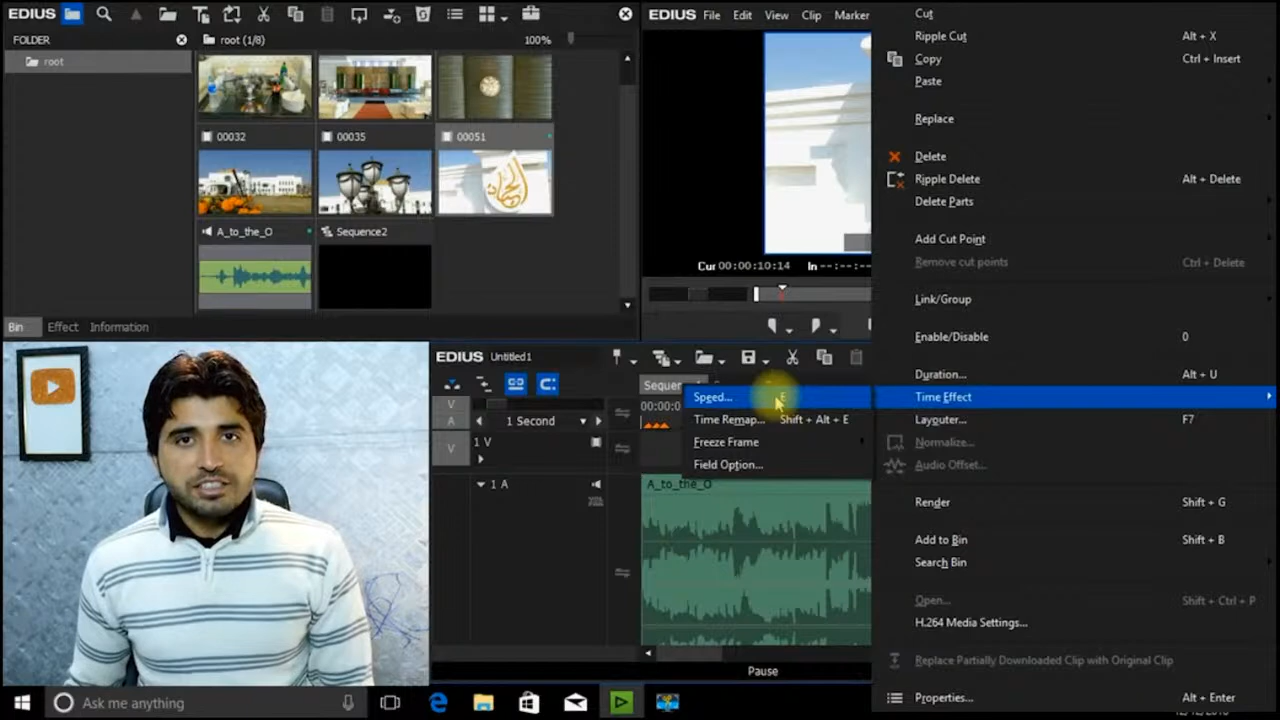 EDIUS
FOLDER
root (1/8)
100%
root
00032
00035
00051
A_to_the_O
Sequence2
Bin
Effect
Information
EDIUS File Edit View Clip Marker
Cur 00:00:10:14 In --:--:--
EDIUS Untitled1
Sequen
V
A
1 Second
00:00:0
V
1 V
1 A
VOL
PAN
A_to_the_O
Pause
Speed...
E
Time Remap... Shift + Alt + E
Freeze Frame
Field Option...
Cut
Ripple Cut Alt + X
Copy Ctrl + Insert
Paste
Replace
Delete
Ripple Delete Alt + Delete
Delete Parts
Add Cut Point
Remove cut points Ctrl + Delete
Link/Group
Enable/Disable 0
Duration... Alt + U
Time Effect
Layouter... F7
Normalize...
Audio Offset...
Render Shift + G
Add to Bin Shift + B
Search Bin
Open... Shift + Ctrl + P
H.264 Media Settings...
Replace Partially Downloaded Clip with Original Clip
Properties... Alt + Enter
Ask me anything